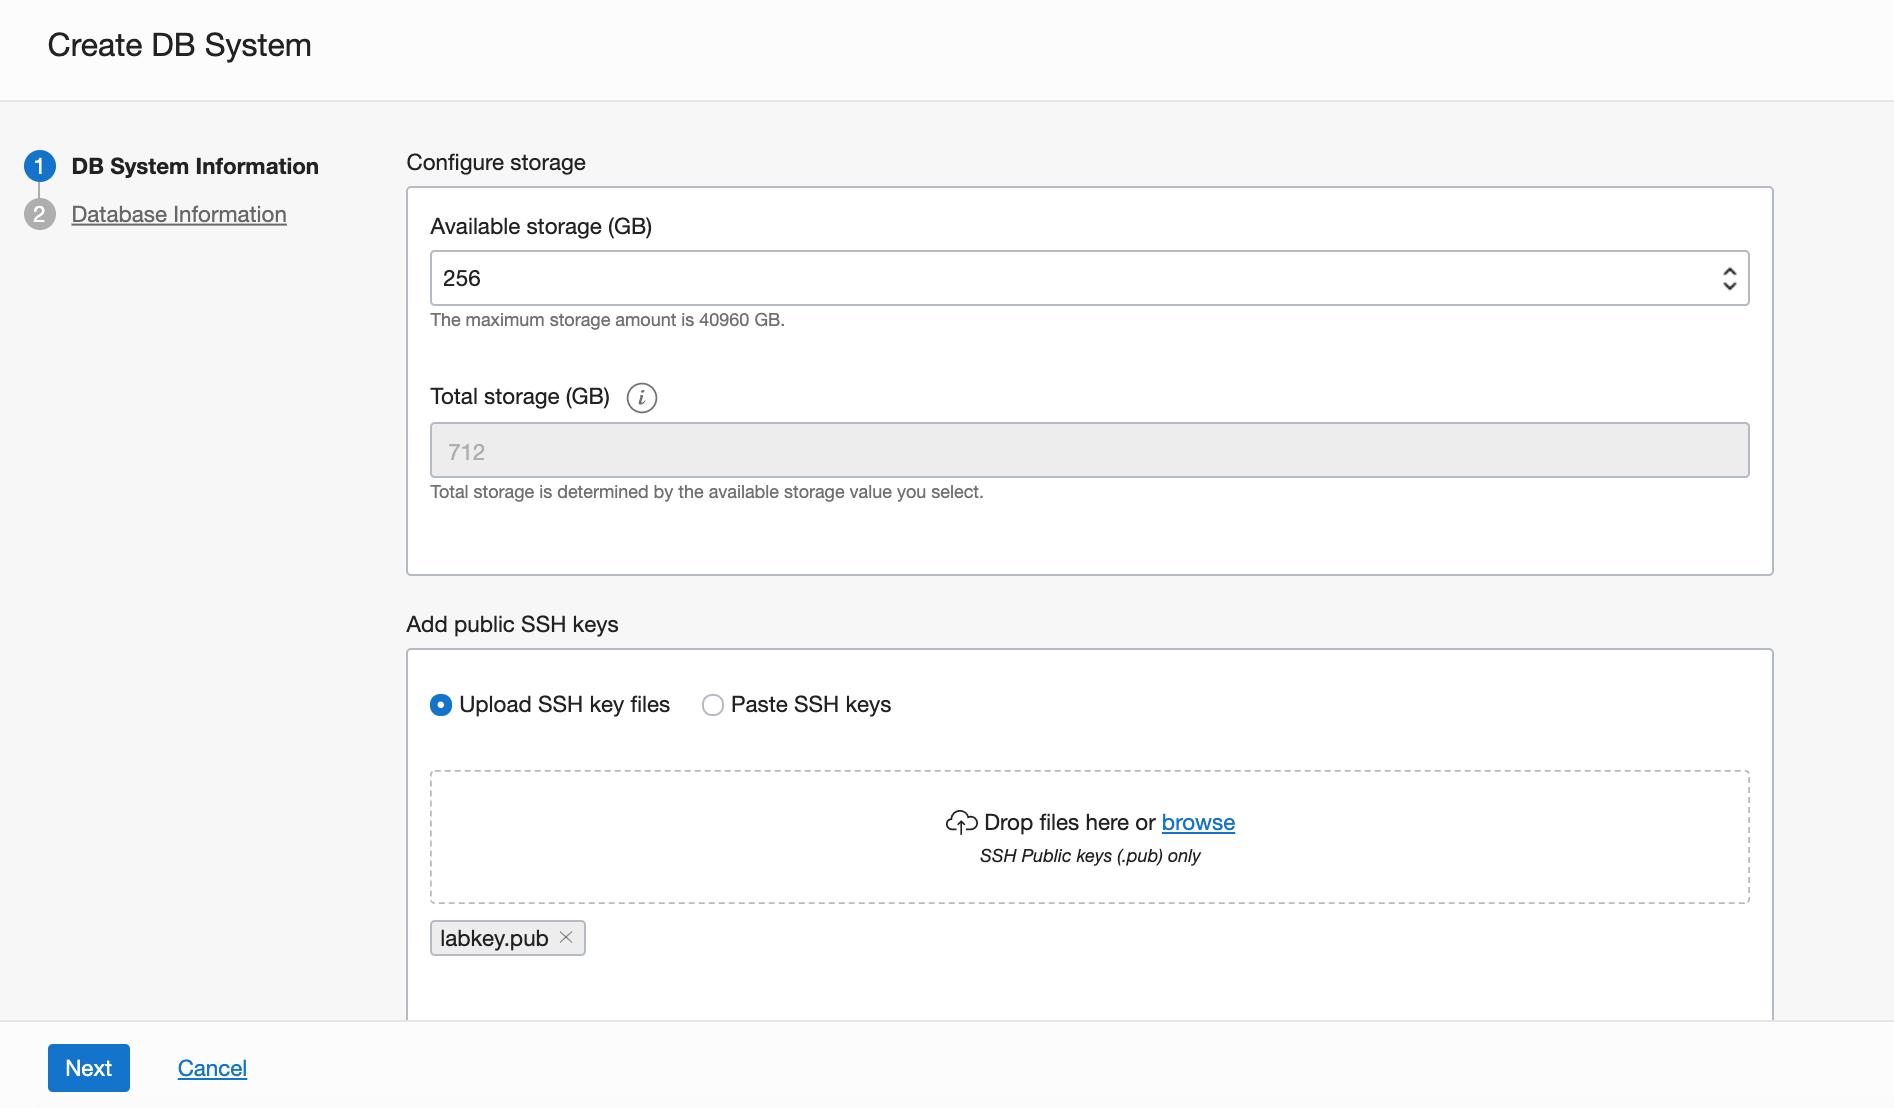 Create DB System
1 DB System Information
2 Database Information
Configure storage
Available storage (GB)
256
The maximum storage amount is 40960 GB.
Total storage (GB) i
712
Total storage is determined by the available storage value you select.
Add public SSH keys
Upload SSH key files Paste SSH keys
Drop files here or browse
SSH Public keys (.pub) only
labkey.pub
Next Cancel